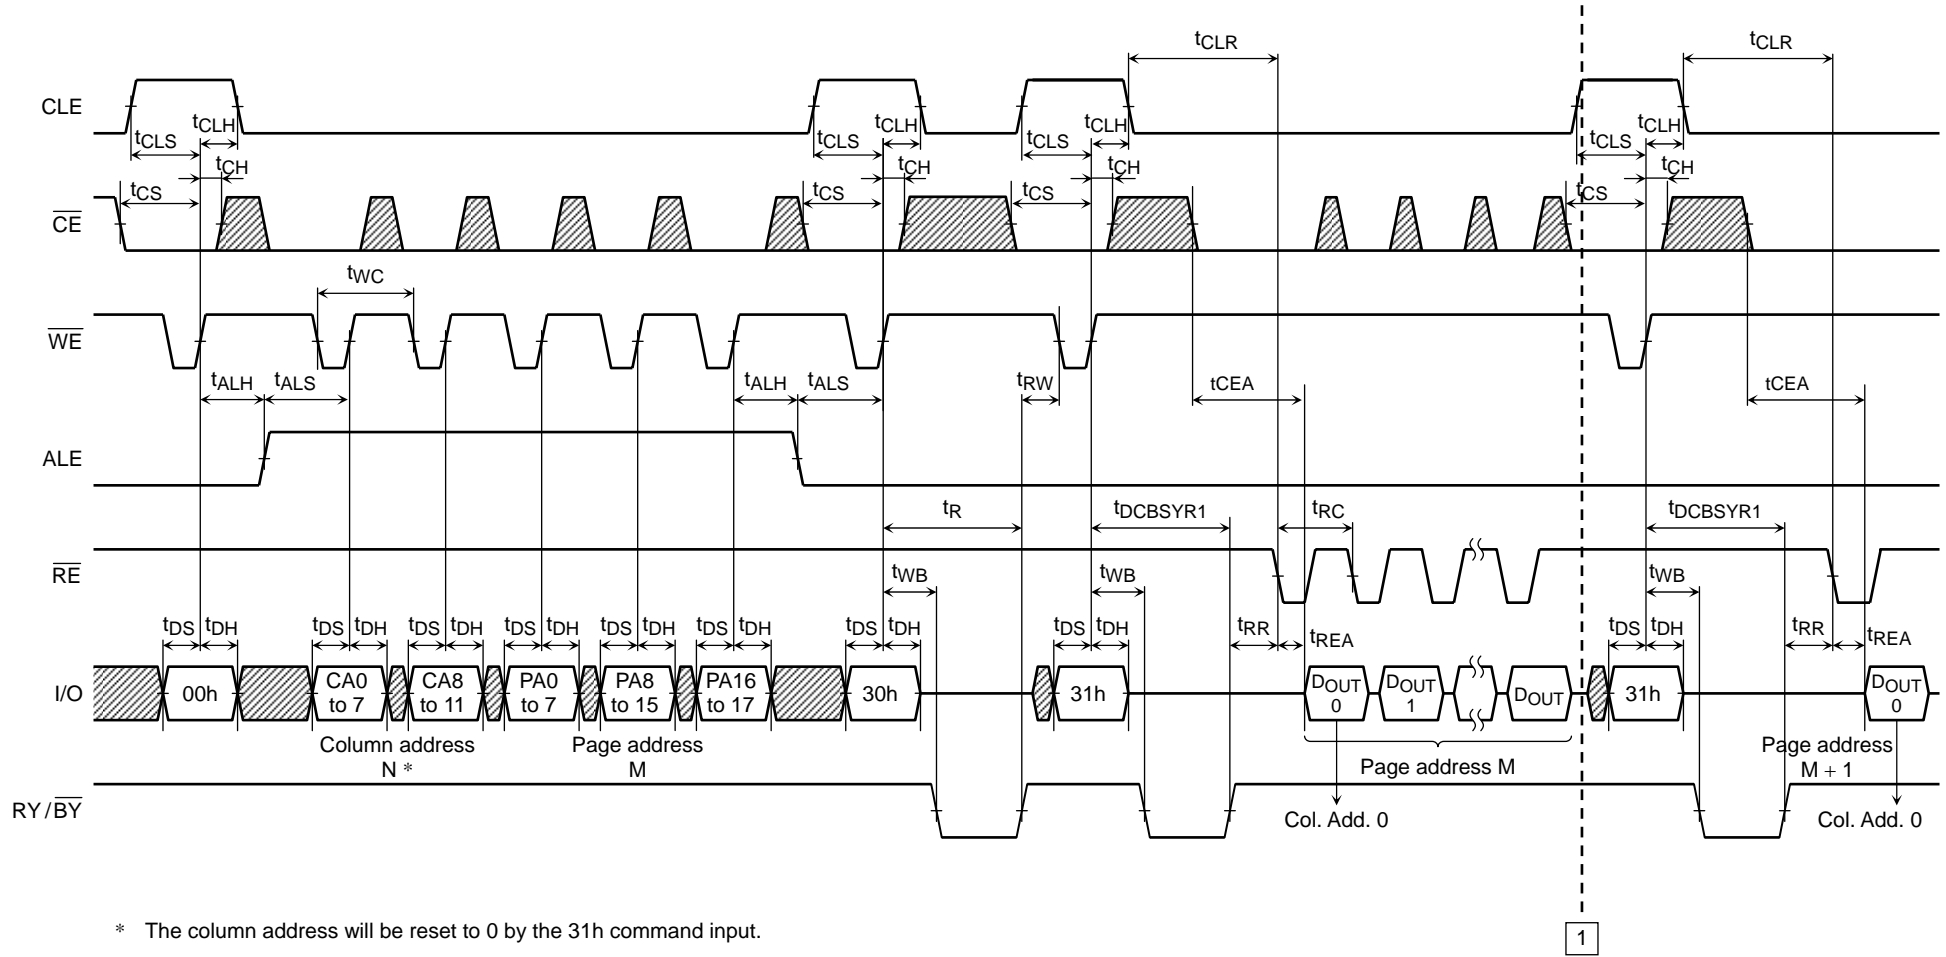 tCLR tCLR
CLE
tCLS tCLH tCLS tCLH tCLS tCLH tCLS tCLH
tCH tCH tCH tCH
tCS tCS tCS tCS
CE
tWC
WE
tALH tALS tALH tALS tRW tCEA tCEA
ALE
tR tDCBSYR1 tRC tDCBSYR1
RE
tWB tWB tWB
tDS tDH tDS tDH tDS tDH tDS tDH tDS tDH tDS tDH tDS tDH tDS tDH tRR tREA tDS tDH tRR tREA
I/O
00h
CA0 to 7
CA8 to 11
PA0 to 7
PA8 to 15
PA16 to 17
30h
31h
DOUT 0
DOUT 1
DOUT
31h
DOUT 0
Column address N *
Page address M
Page address M
Page address M + 1
RY/BY
Col. Add. 0
Col. Add. 0
* The column address will be reset to 0 by the 31h command input.
1